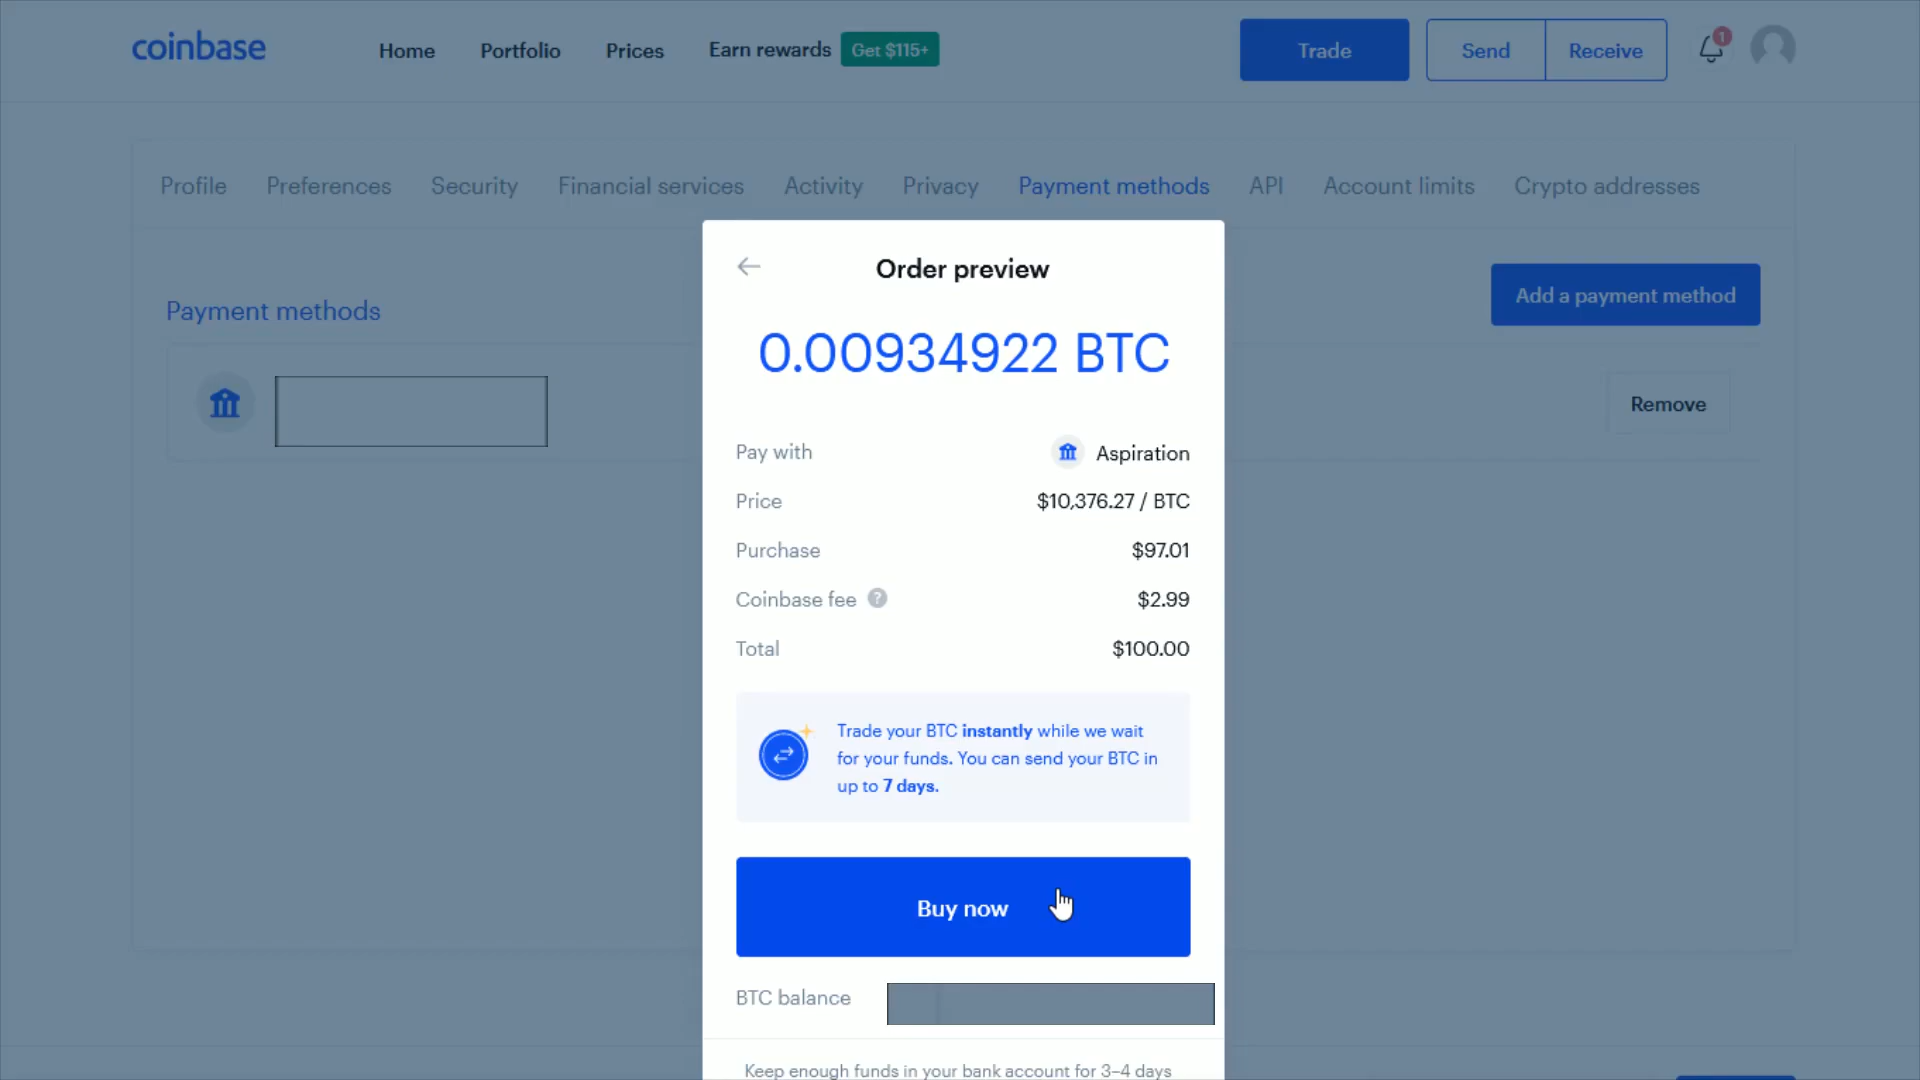 coinbase
Home Portfolio Prices Earn rewards Get $115+ Trade Send Receive 1
Profile Preferences Security Financial services Activity Privacy Payment methods API Account limits Crypto addresses
Payment methods
Add a payment method
Remove
Order preview
0.00934922 BTC
Pay with Aspiration
Price $10,376.27 / BTC
Purchase $97.01
Coinbase fee ? $2.99
Total $100.00
Trade your BTC instantly while we wait
for your funds. You can send your BTC in
up to 7 days.
Buy now
BTC balance
Keep enough funds in your bank account for 3–4 days